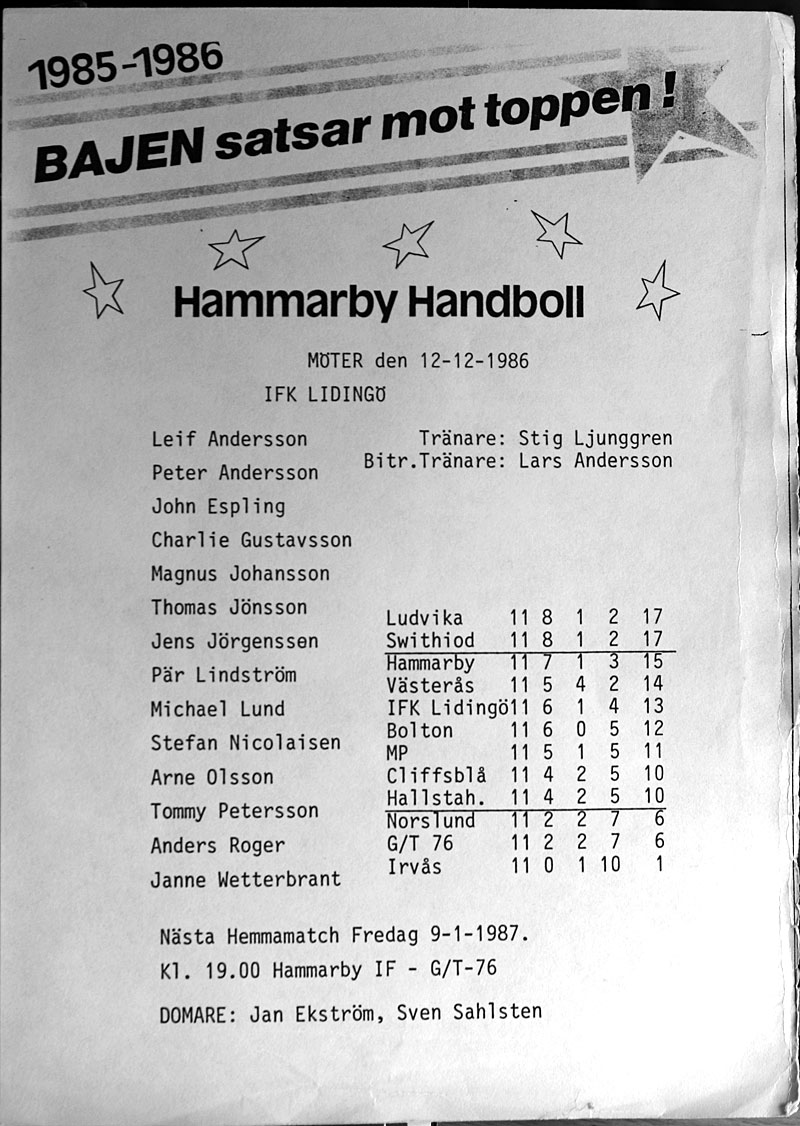 1985-1986
BAJEN satsar mot toppen!
Hammarby Handboll
MÖTER den 12-12-1986
IFK LIDINGÖ
Leif Andersson
Peter Andersson
John Espling
Charlie Gustavsson
Magnus Johansson
Thomas Jönsson
Jens Jörgenssen
Pär Lindström
Michael Lund
Stefan Nicolaisen
Arne Olsson
Tommy Petersson
Anders Roger
Janne Wetterbrant
Tränare: Stig Ljunggren
Bitr.Tränare: Lars Andersson
Ludvika 11 8 1 2 17
Swithiod 11 8 1 2 17
Hammarby 11 7 1 3 15
Västerås 11 5 4 2 14
IFK Lidingö11 6 1 4 13
Bolton 11 6 0 5 12
MP 11 5 1 5 11
Cliffsblå 11 4 2 5 10
Hallstah. 11 4 2 5 10
Norslund 11 2 2 7 6
G/T 76 11 2 2 7 6
Irvås 11 0 1 10 1
Nästa Hemmamatch Fredag 9-1-1987.
Kl. 19.00 Hammarby IF - G/T-76
DOMARE: Jan Ekström, Sven Sahlsten